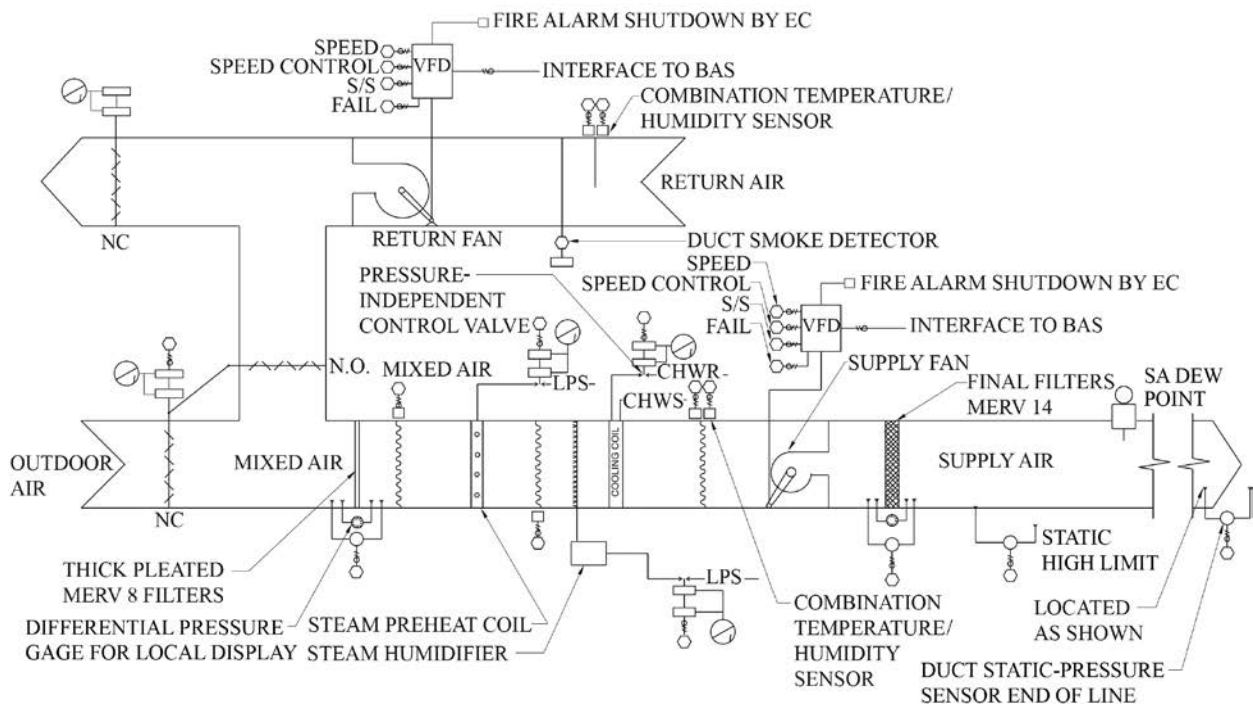 FIRE ALARM SHUTDOWN BY EC
SPEED
SPEED CONTROL
S/S
FAIL
VFD
INTERFACE TO BAS
COMBINATION TEMPERATURE/
HUMIDITY SENSOR
RETURN AIR
NC
RETURN FAN
DUCT SMOKE DETECTOR
PRESSURE-
INDEPENDENT
CONTROL VALVE
SPEED
SPEED CONTROL
S/S
FAIL
VFD
FIRE ALARM SHUTDOWN BY EC
INTERFACE TO BAS
SUPPLY FAN
N.O.
MIXED AIR
LPS
CHWR
CHWS
FINAL FILTERS
MERV 14
SA DEW
POINT
OUTDOOR
AIR
MIXED AIR
COOLING COIL
SUPPLY AIR
NC
THICK PLEATED
MERV 8 FILTERS
DIFFERENTIAL PRESSURE
GAGE FOR LOCAL DISPLAY
STEAM PREHEAT COIL
STEAM HUMIDIFIER
LPS
COMBINATION
TEMPERATURE/
HUMIDITY
SENSOR
STATIC
HIGH LIMIT
LOCATED
AS SHOWN
DUCT STATIC-PRESSURE
SENSOR END OF LINE